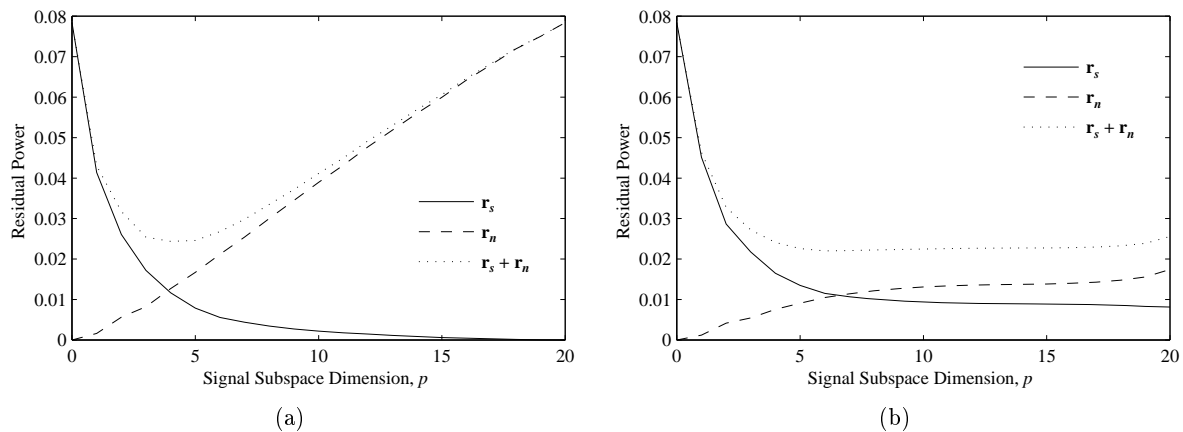 0.08
0.07
0.06
0.05
0.04
0.03
0.02
0.01
0
Residual Power
r_s
r_n
r_s + r_n
0 5 10 15 20
Signal Subspace Dimension, p
(a)
0.08
0.07
0.06
0.05
0.04
0.03
0.02
0.01
0
Residual Power
r_s
r_n
r_s + r_n
0 5 10 15 20
Signal Subspace Dimension, p
(b)